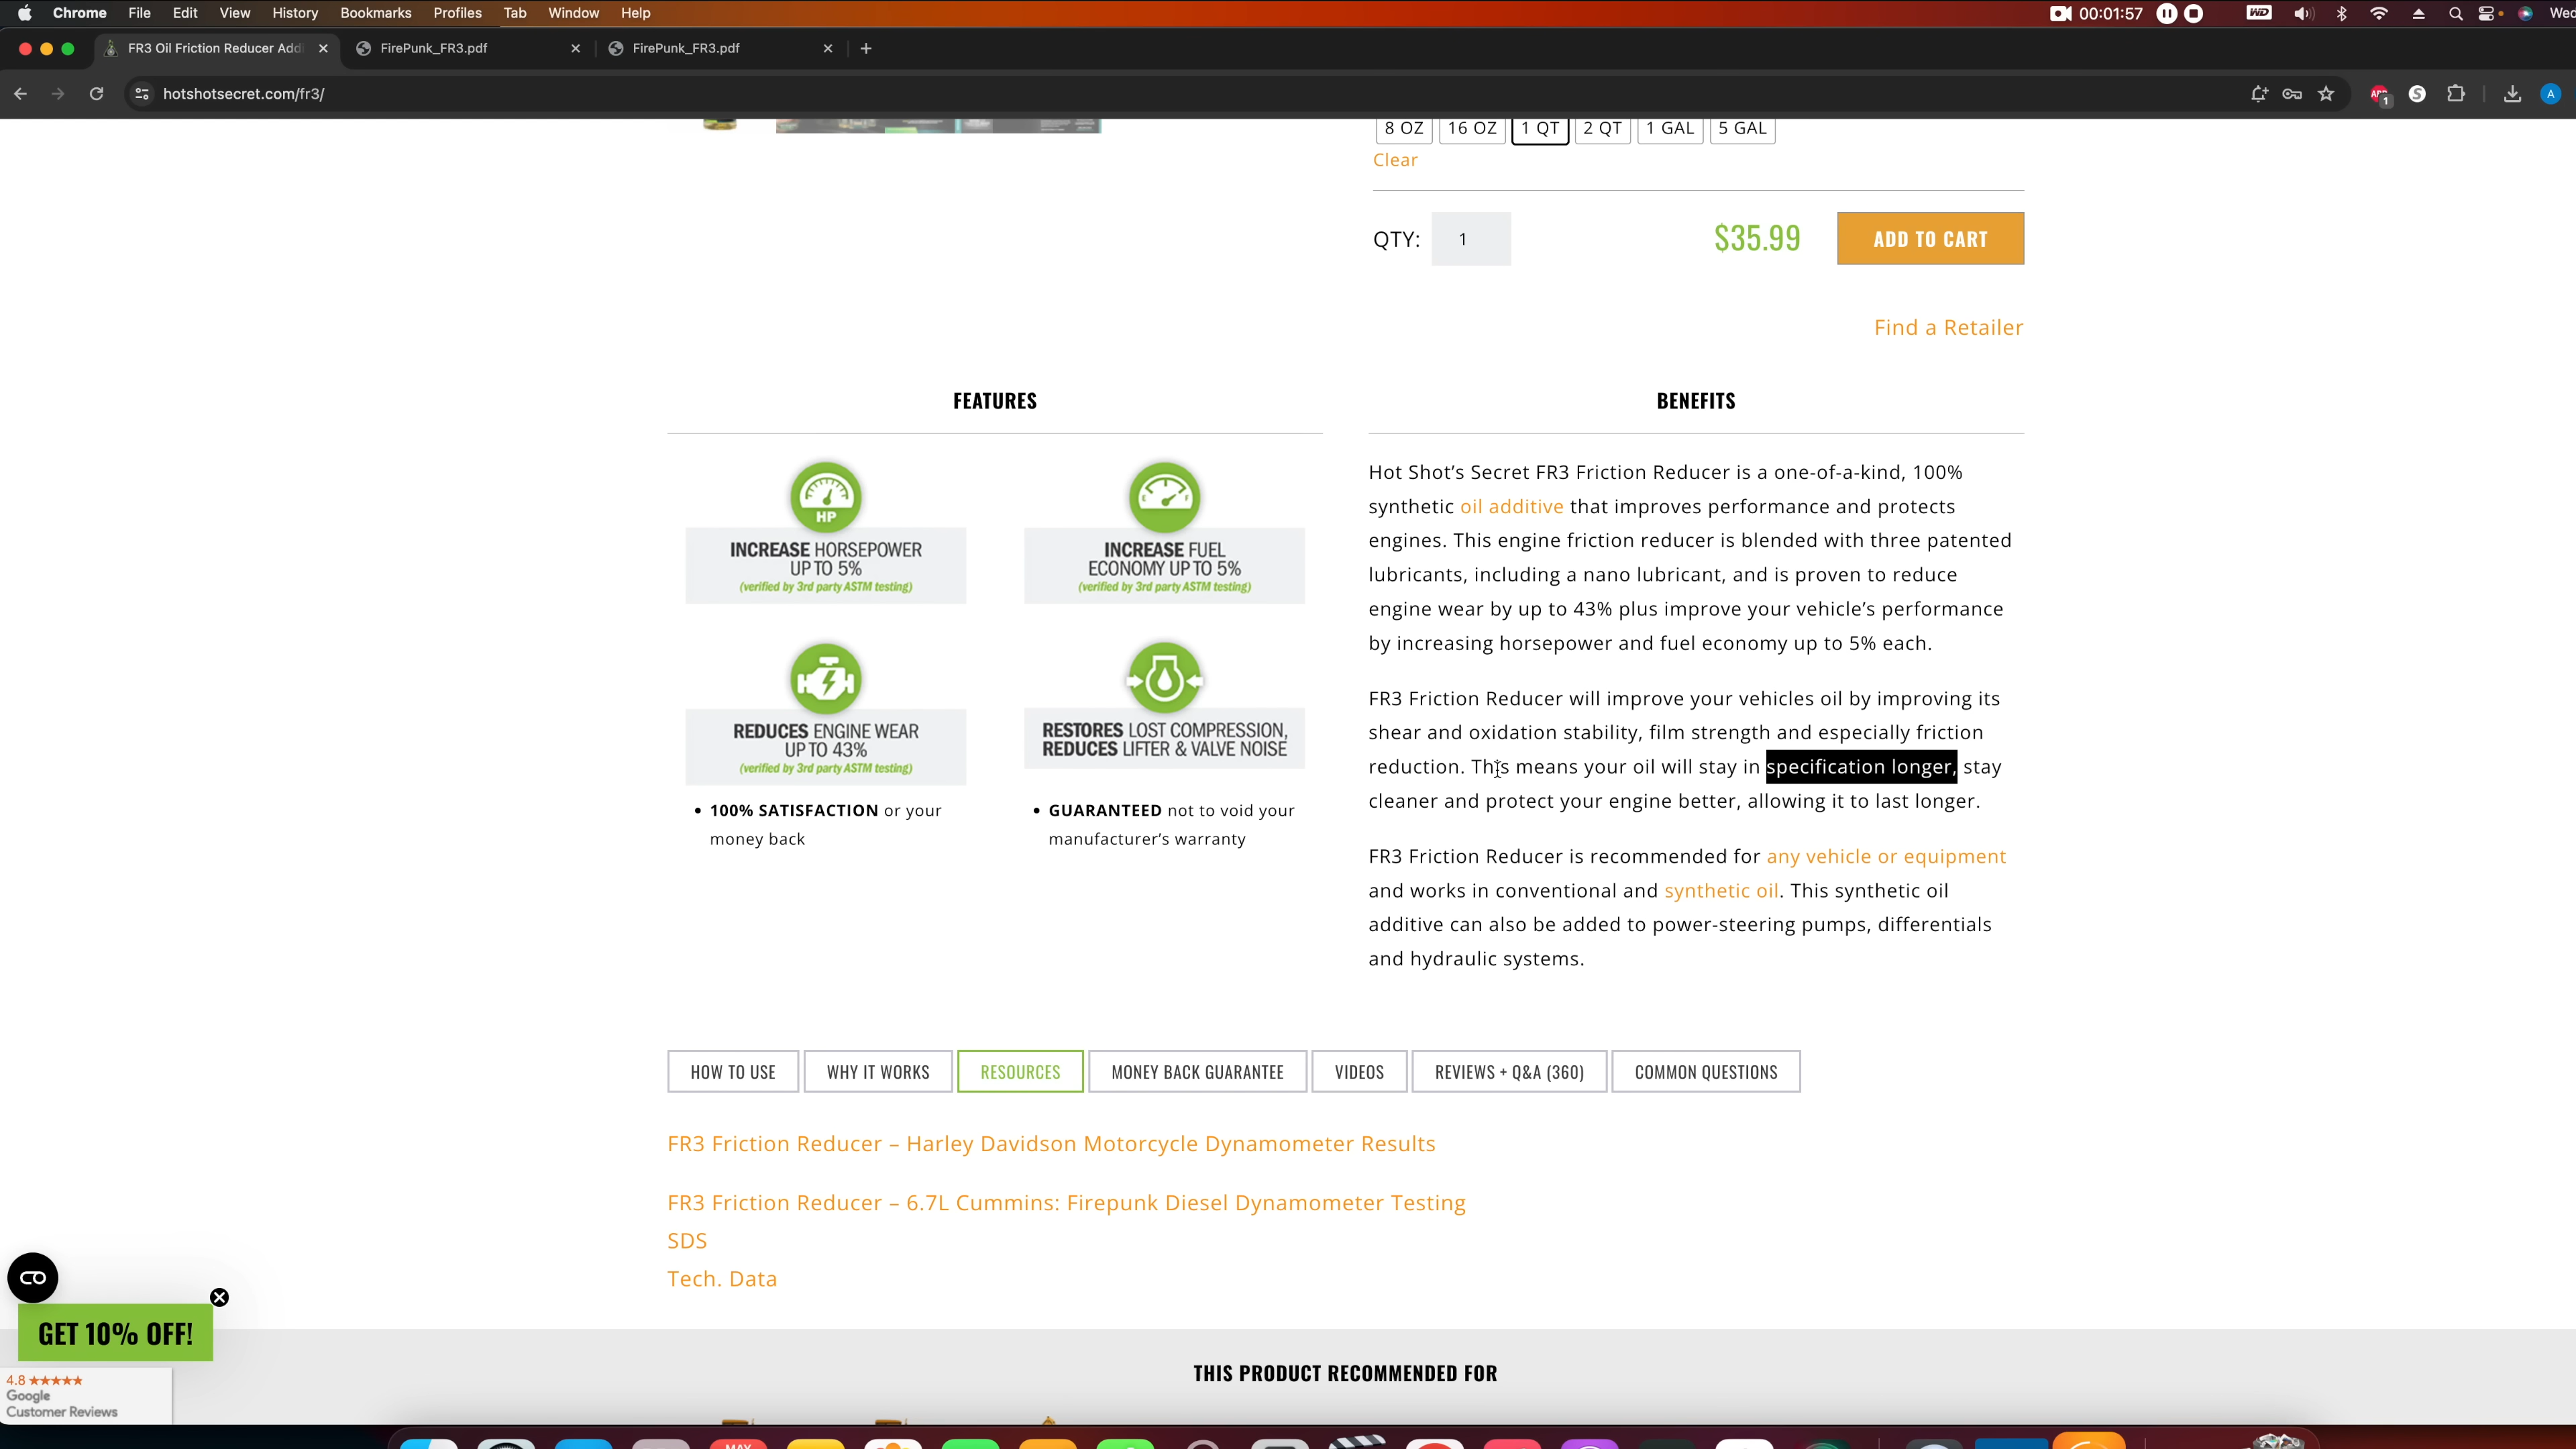 Chrome File Edit View History Bookmarks Profiles Tab Window Help
00:01:57
WD
Wed
FR3 Oil Friction Reducer Addi
FirePunk_FR3.pdf
FirePunk_FR3.pdf
hotshotsecret.com/fr3/
1
A
8 OZ 16 OZ 1 QT 2 QT 1 GAL 5 GAL
Clear
QTY: 1 $35.99 ADD TO CART
Find a Retailer
FEATURES
HP
INCREASE HORSEPOWER
UP TO 5%
(verified by 3rd party ASTM testing)
INCREASE FUEL
ECONOMY UP TO 5%
(verified by 3rd party ASTM testing)
REDUCES ENGINE WEAR
UP TO 43%
(verified by 3rd party ASTM testing)
RESTORES LOST COMPRESSION,
REDUCES LIFTER & VALVE NOISE
• 100% SATISFACTION or your
money back
• GUARANTEED not to void your
manufacturer’s warranty
BENEFITS
Hot Shot’s Secret FR3 Friction Reducer is a one-of-a-kind, 100%
synthetic oil additive that improves performance and protects
engines. This engine friction reducer is blended with three patented
lubricants, including a nano lubricant, and is proven to reduce
engine wear by up to 43% plus improve your vehicle’s performance
by increasing horsepower and fuel economy up to 5% each.
FR3 Friction Reducer will improve your vehicles oil by improving its
shear and oxidation stability, film strength and especially friction
reduction. This means your oil will stay in specification longer, stay
cleaner and protect your engine better, allowing it to last longer.
FR3 Friction Reducer is recommended for any vehicle or equipment
and works in conventional and synthetic oil. This synthetic oil
additive can also be added to power-steering pumps, differentials
and hydraulic systems.
HOW TO USE WHY IT WORKS RESOURCES MONEY BACK GUARANTEE VIDEOS REVIEWS + Q&A (360) COMMON QUESTIONS
FR3 Friction Reducer – Harley Davidson Motorcycle Dynamometer Results
FR3 Friction Reducer – 6.7L Cummins: Firepunk Diesel Dynamometer Testing
SDS
Tech. Data
GET 10% OFF!
4.8 ★★★★★
Google
Customer Reviews
THIS PRODUCT RECOMMENDED FOR
MAY